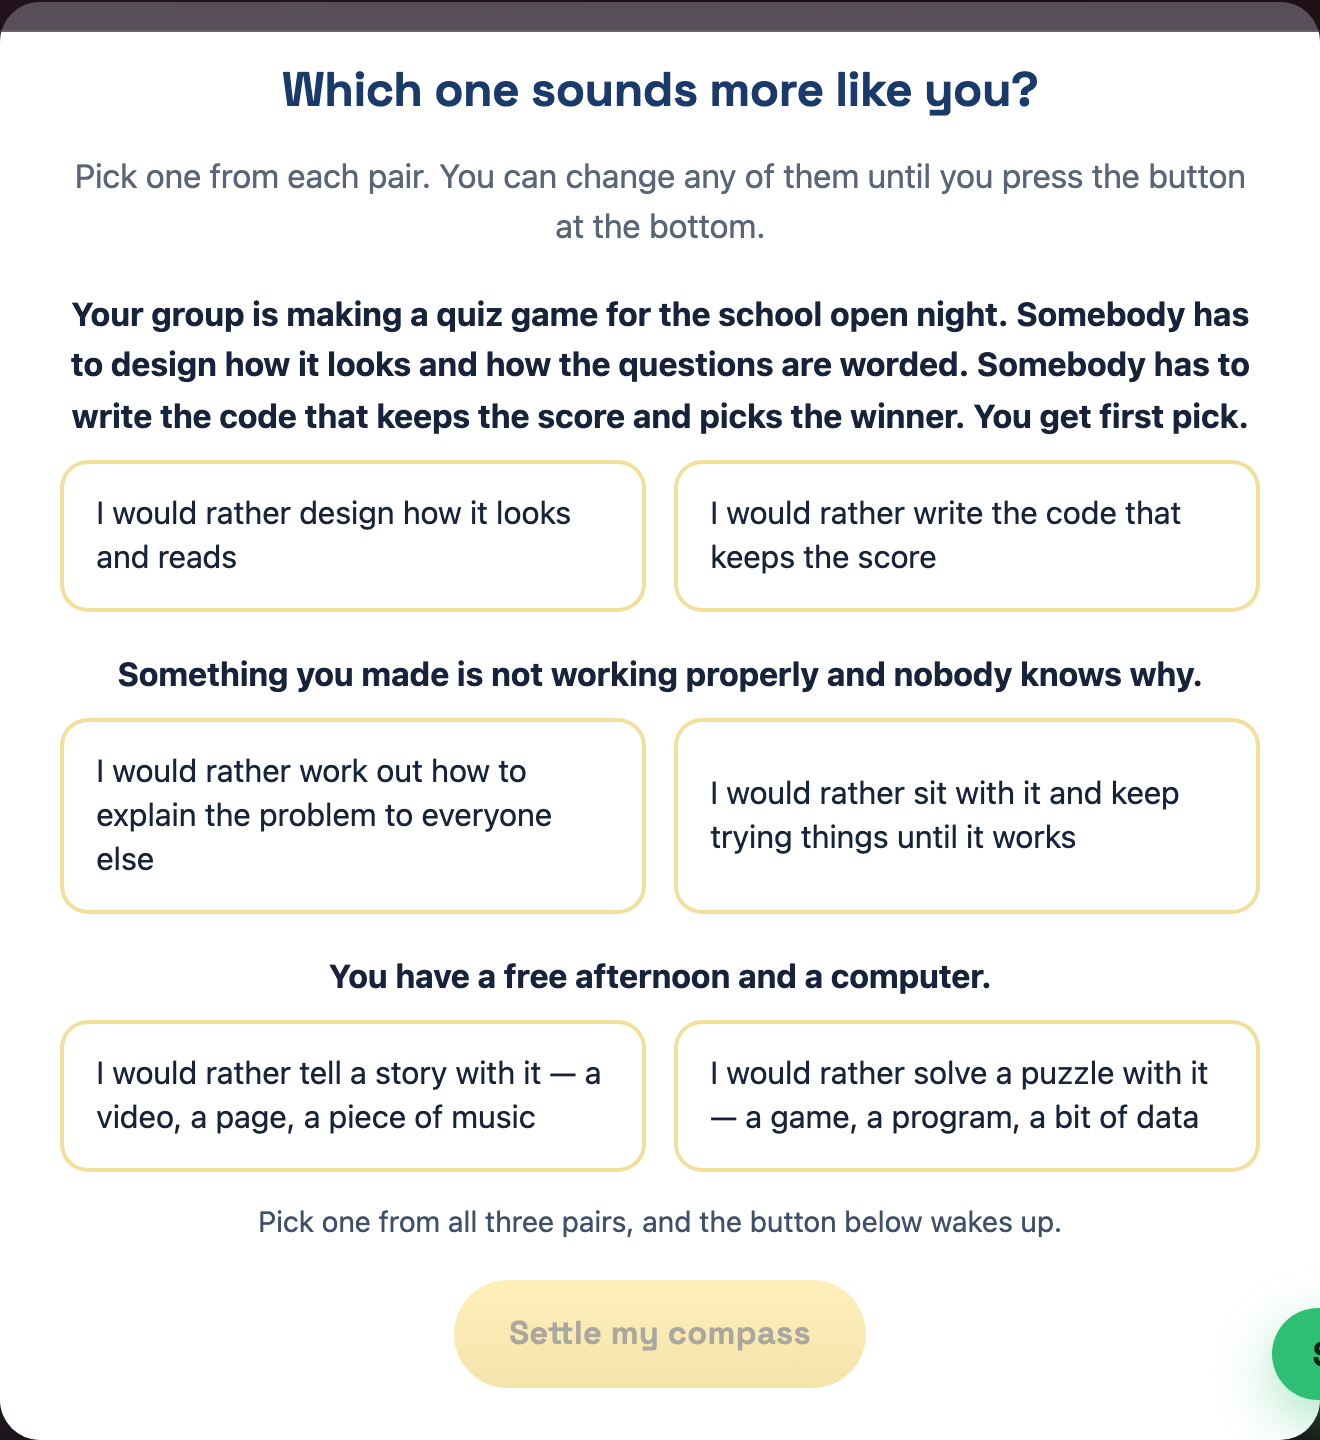 Which one sounds more like you?
Pick one from each pair. You can change any of them until you press the button
at the bottom.
Your group is making a quiz game for the school open night. Somebody has
to design how it looks and how the questions are worded. Somebody has to
write the code that keeps the score and picks the winner. You get first pick.
I would rather design how it looks
and reads
I would rather write the code that
keeps the score
Something you made is not working properly and nobody knows why.
I would rather work out how to
explain the problem to everyone
else
I would rather sit with it and keep
trying things until it works
You have a free afternoon and a computer.
I would rather tell a story with it — a
video, a page, a piece of music
I would rather solve a puzzle with it
— a game, a program, a bit of data
Pick one from all three pairs, and the button below wakes up.
Settle my compass